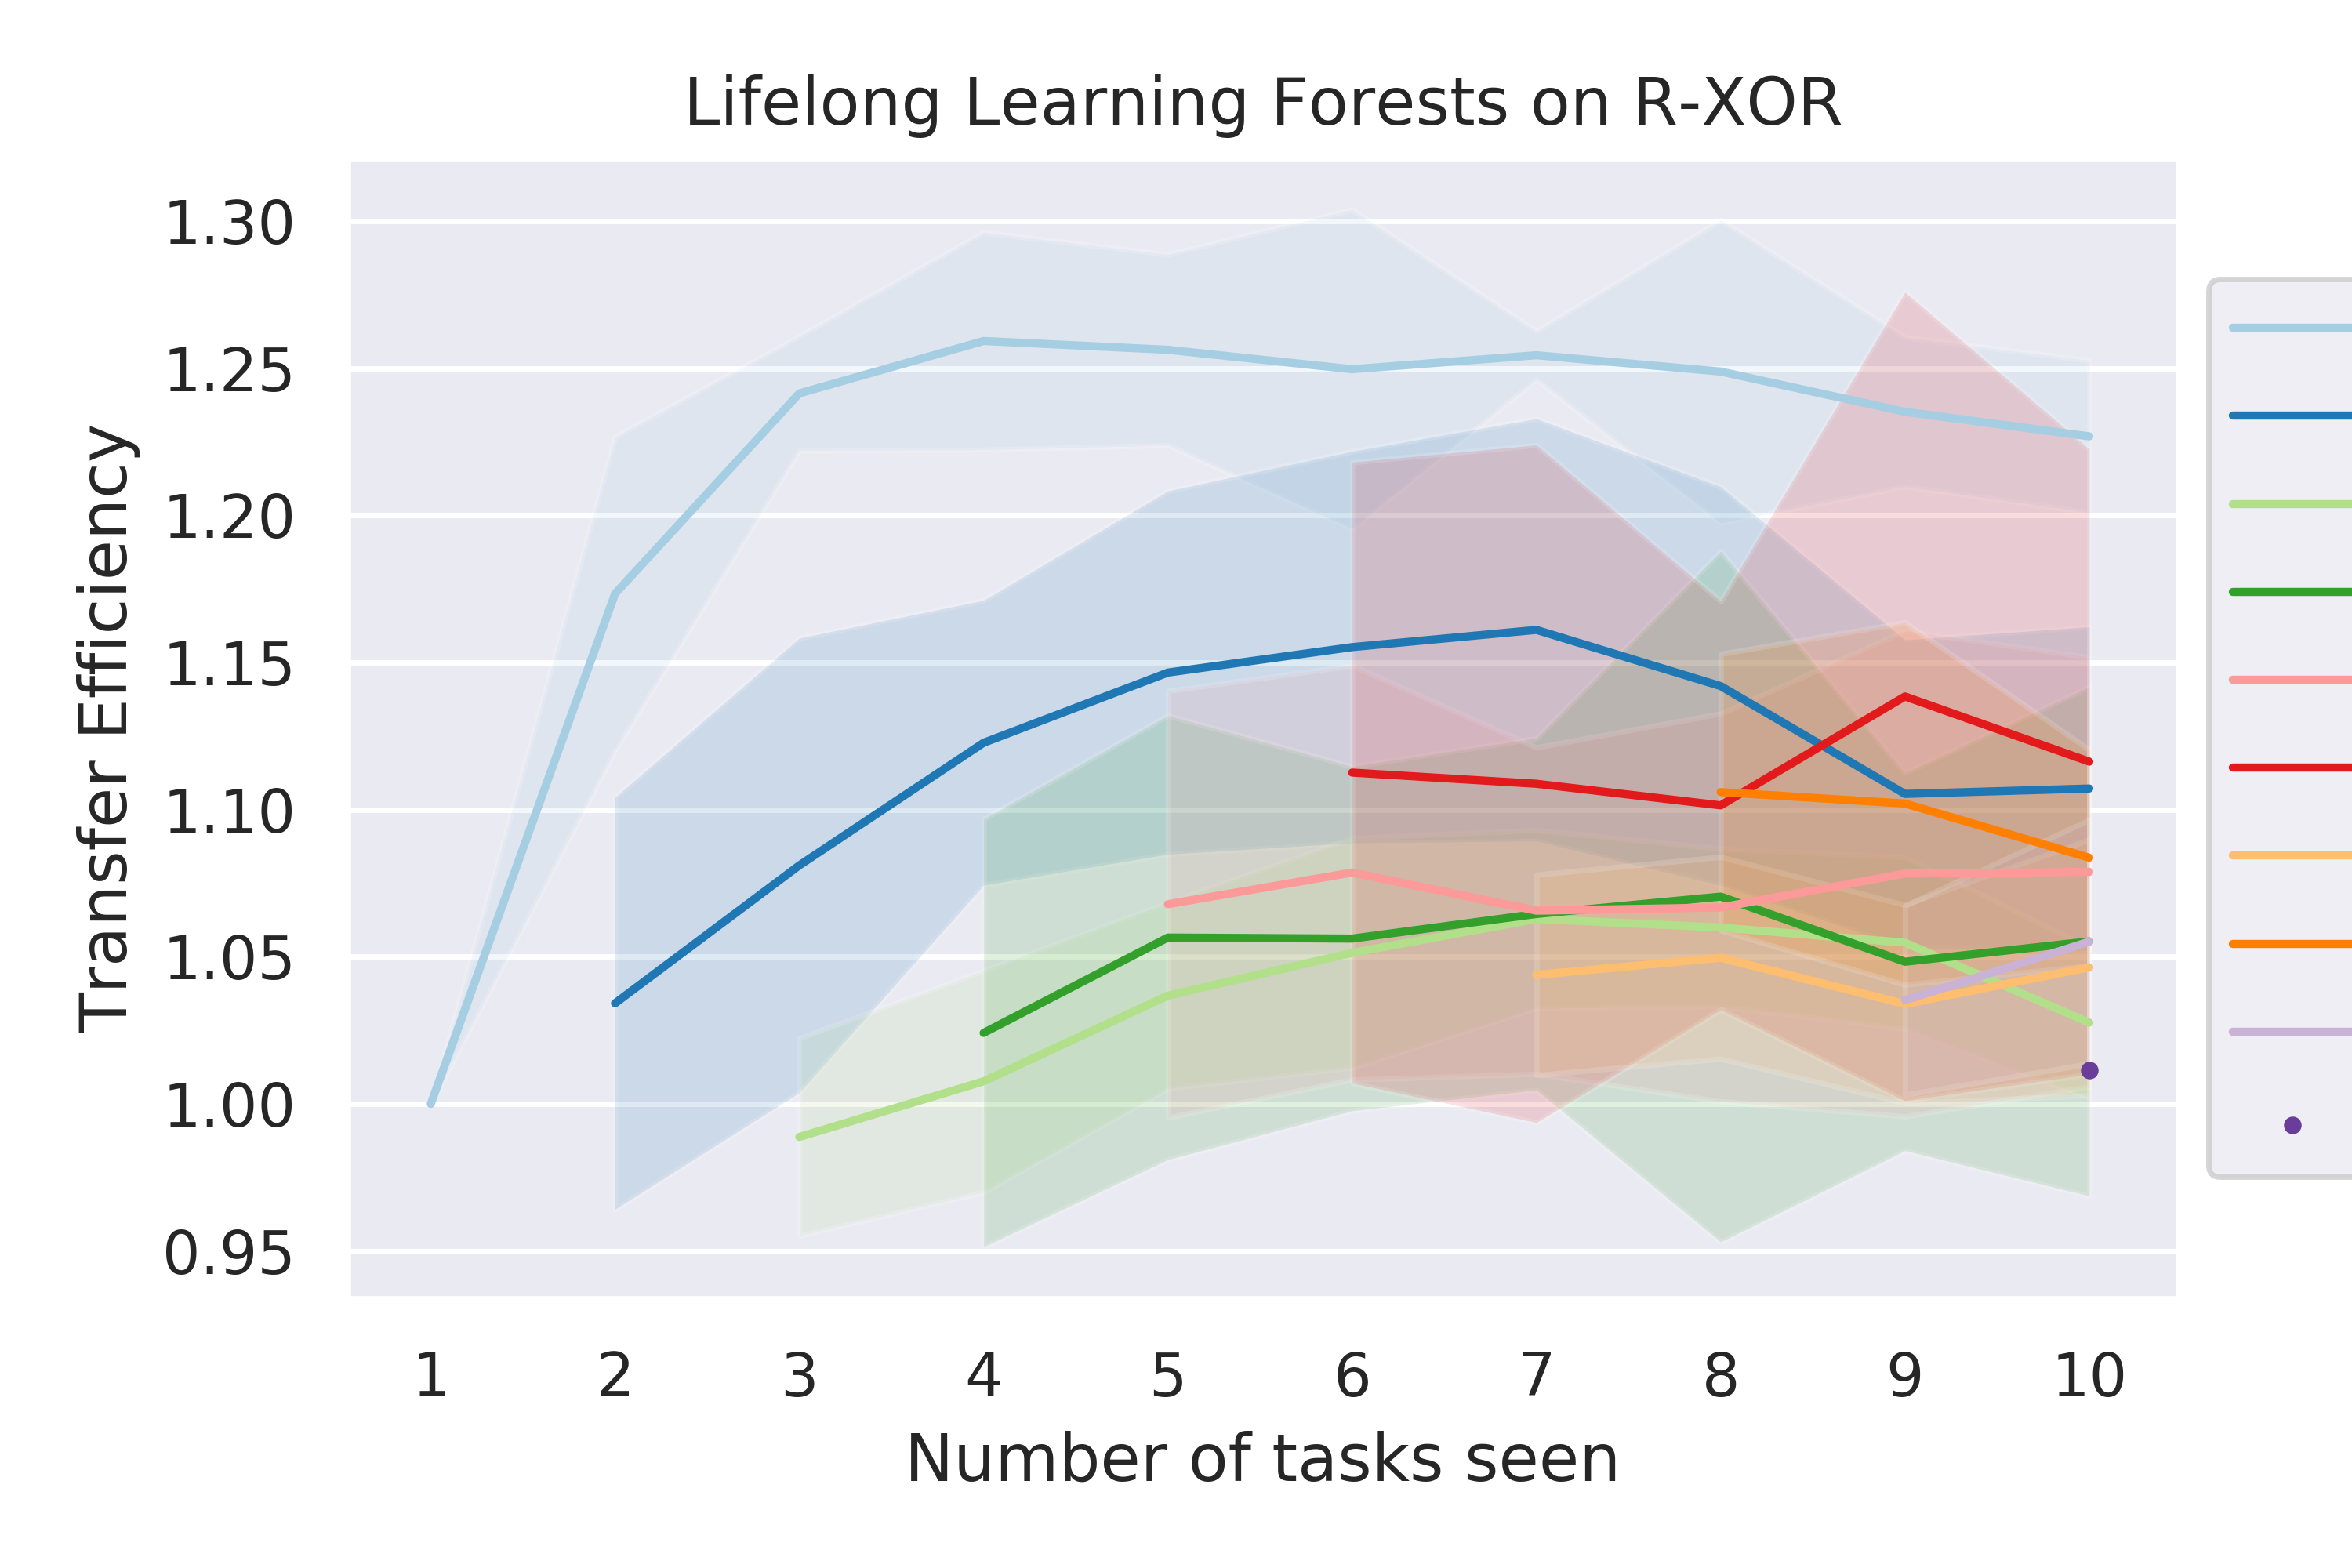 Lifelong Learning Forests on R-XOR
Transfer Efficiency
1.30
1.25
1.20
1.15
1.10
1.05
1.00
0.95
1 2 3 4 5 6 7 8 9 10
Number of tasks seen